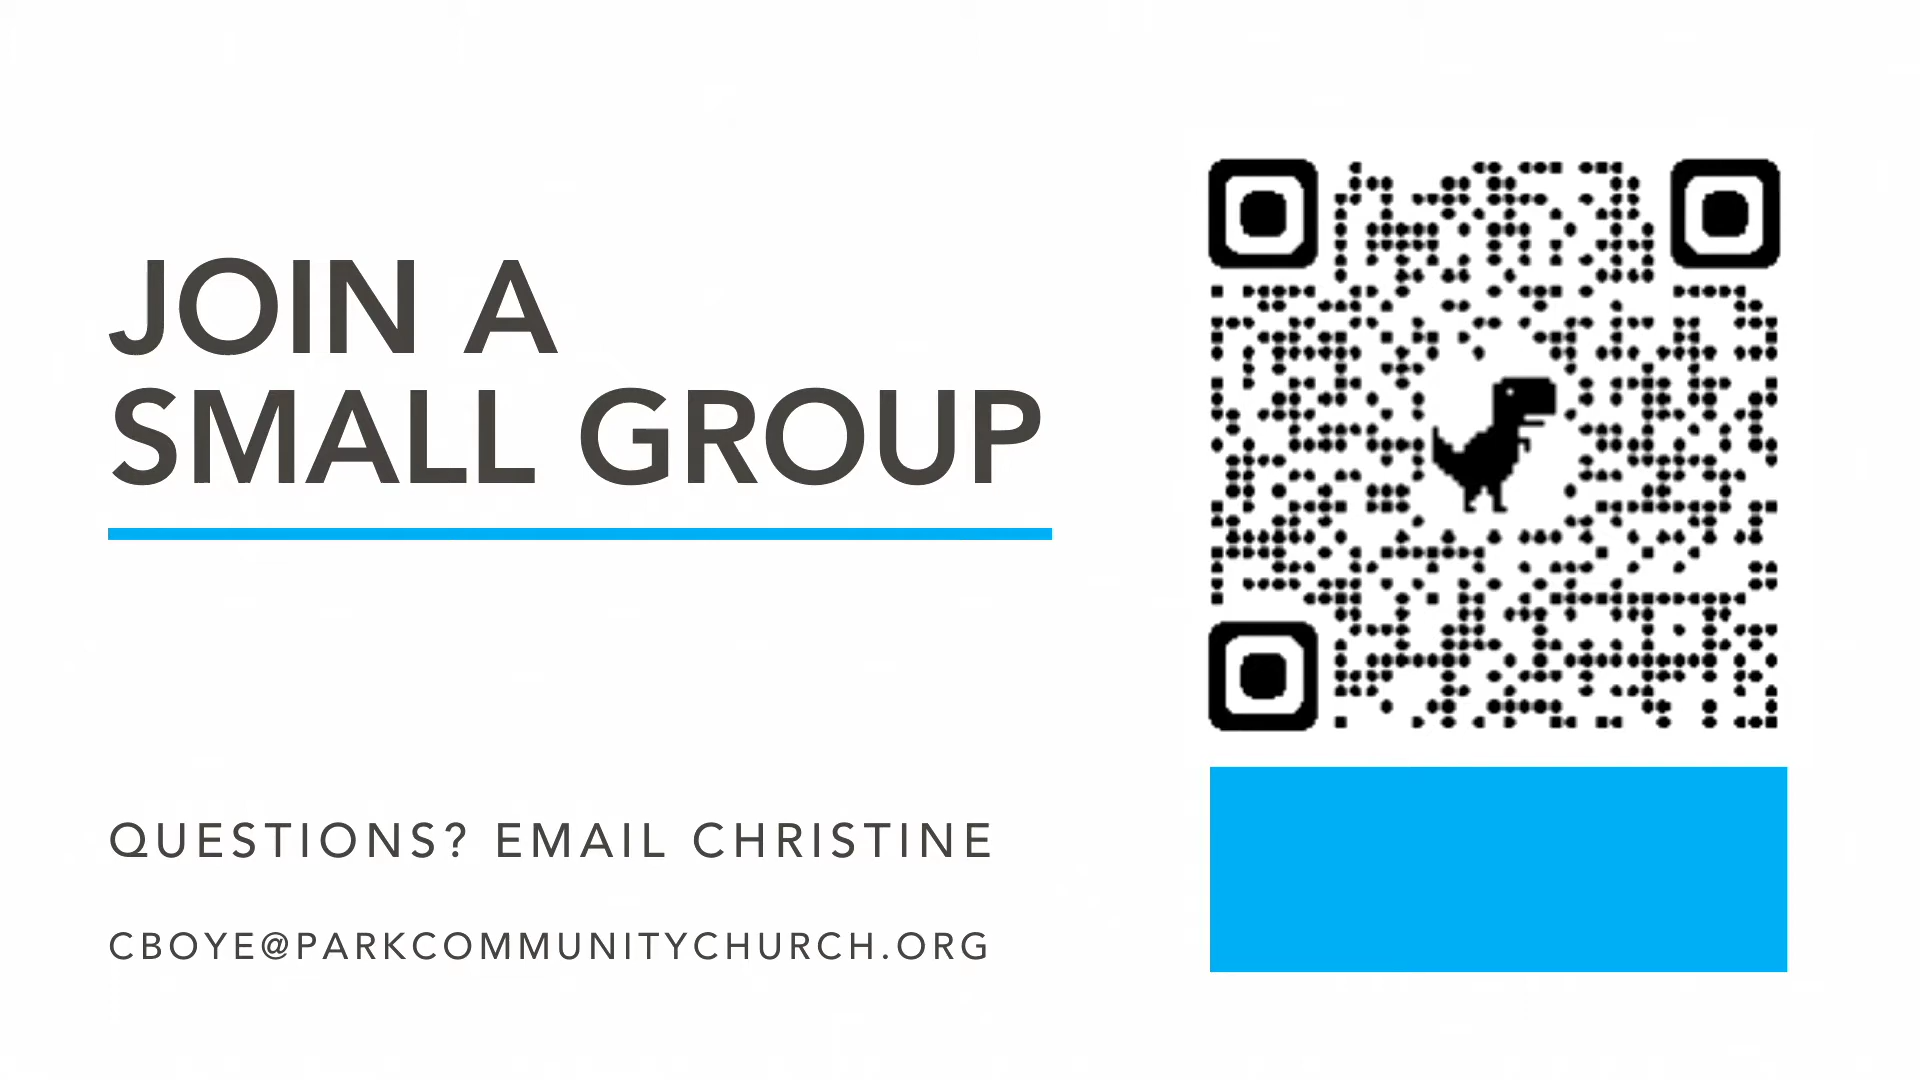 JOIN A
SMALL GROUP
QUESTIONS? EMAIL CHRISTINE
CBOYE@PARKCOMMUNITYCHURCH.ORG